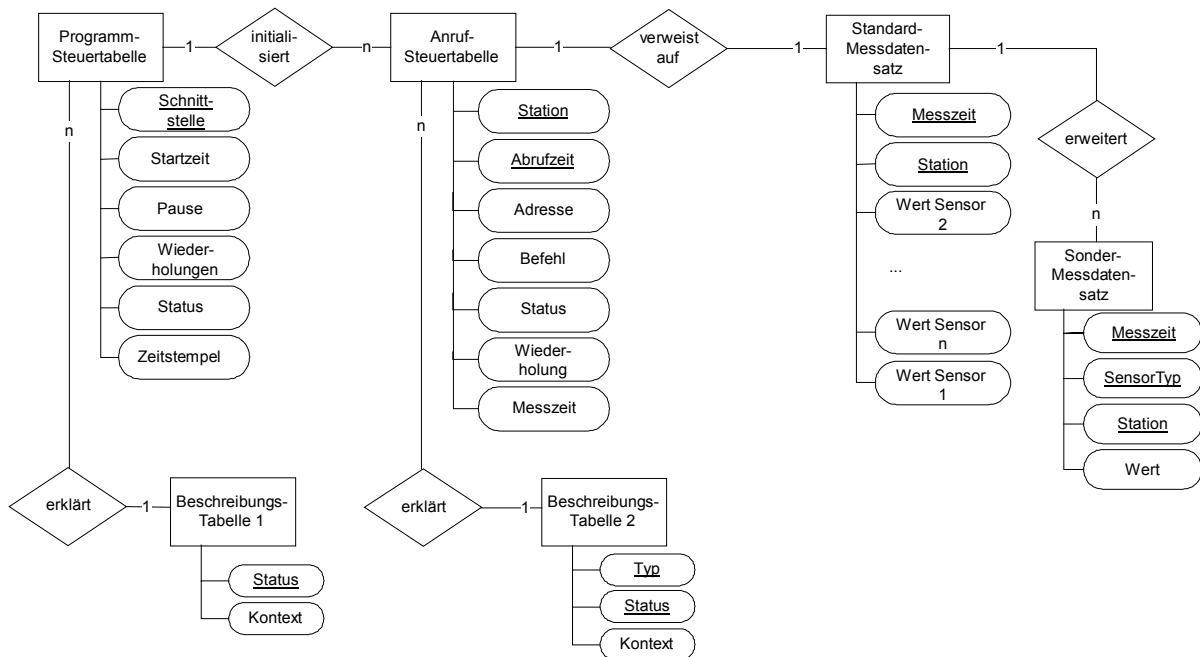 Programm-
Steuertabelle
1
initiali-
siert
n
Anruf-
Steuertabelle
1
verweist
auf
1
Standard-
Messdaten-
satz
1
n
Schnitt-
stelle
Startzeit
Pause
Wieder-
holungen
Status
Zeitstempel
n
Station
Abrufzeit
Adresse
Befehl
Status
Wieder-
holung
Messzeit
Messzeit
Station
Wert Sensor
2
...
Wert Sensor
n
Wert Sensor
1
erweitert
n
Sonder-
Messdaten-
satz
Messzeit
SensorTyp
Station
Wert
erklärt
1
Beschreibungs-
Tabelle 1
Status
Kontext
erklärt
1
Beschreibungs-
Tabelle 2
Typ
Status
Kontext